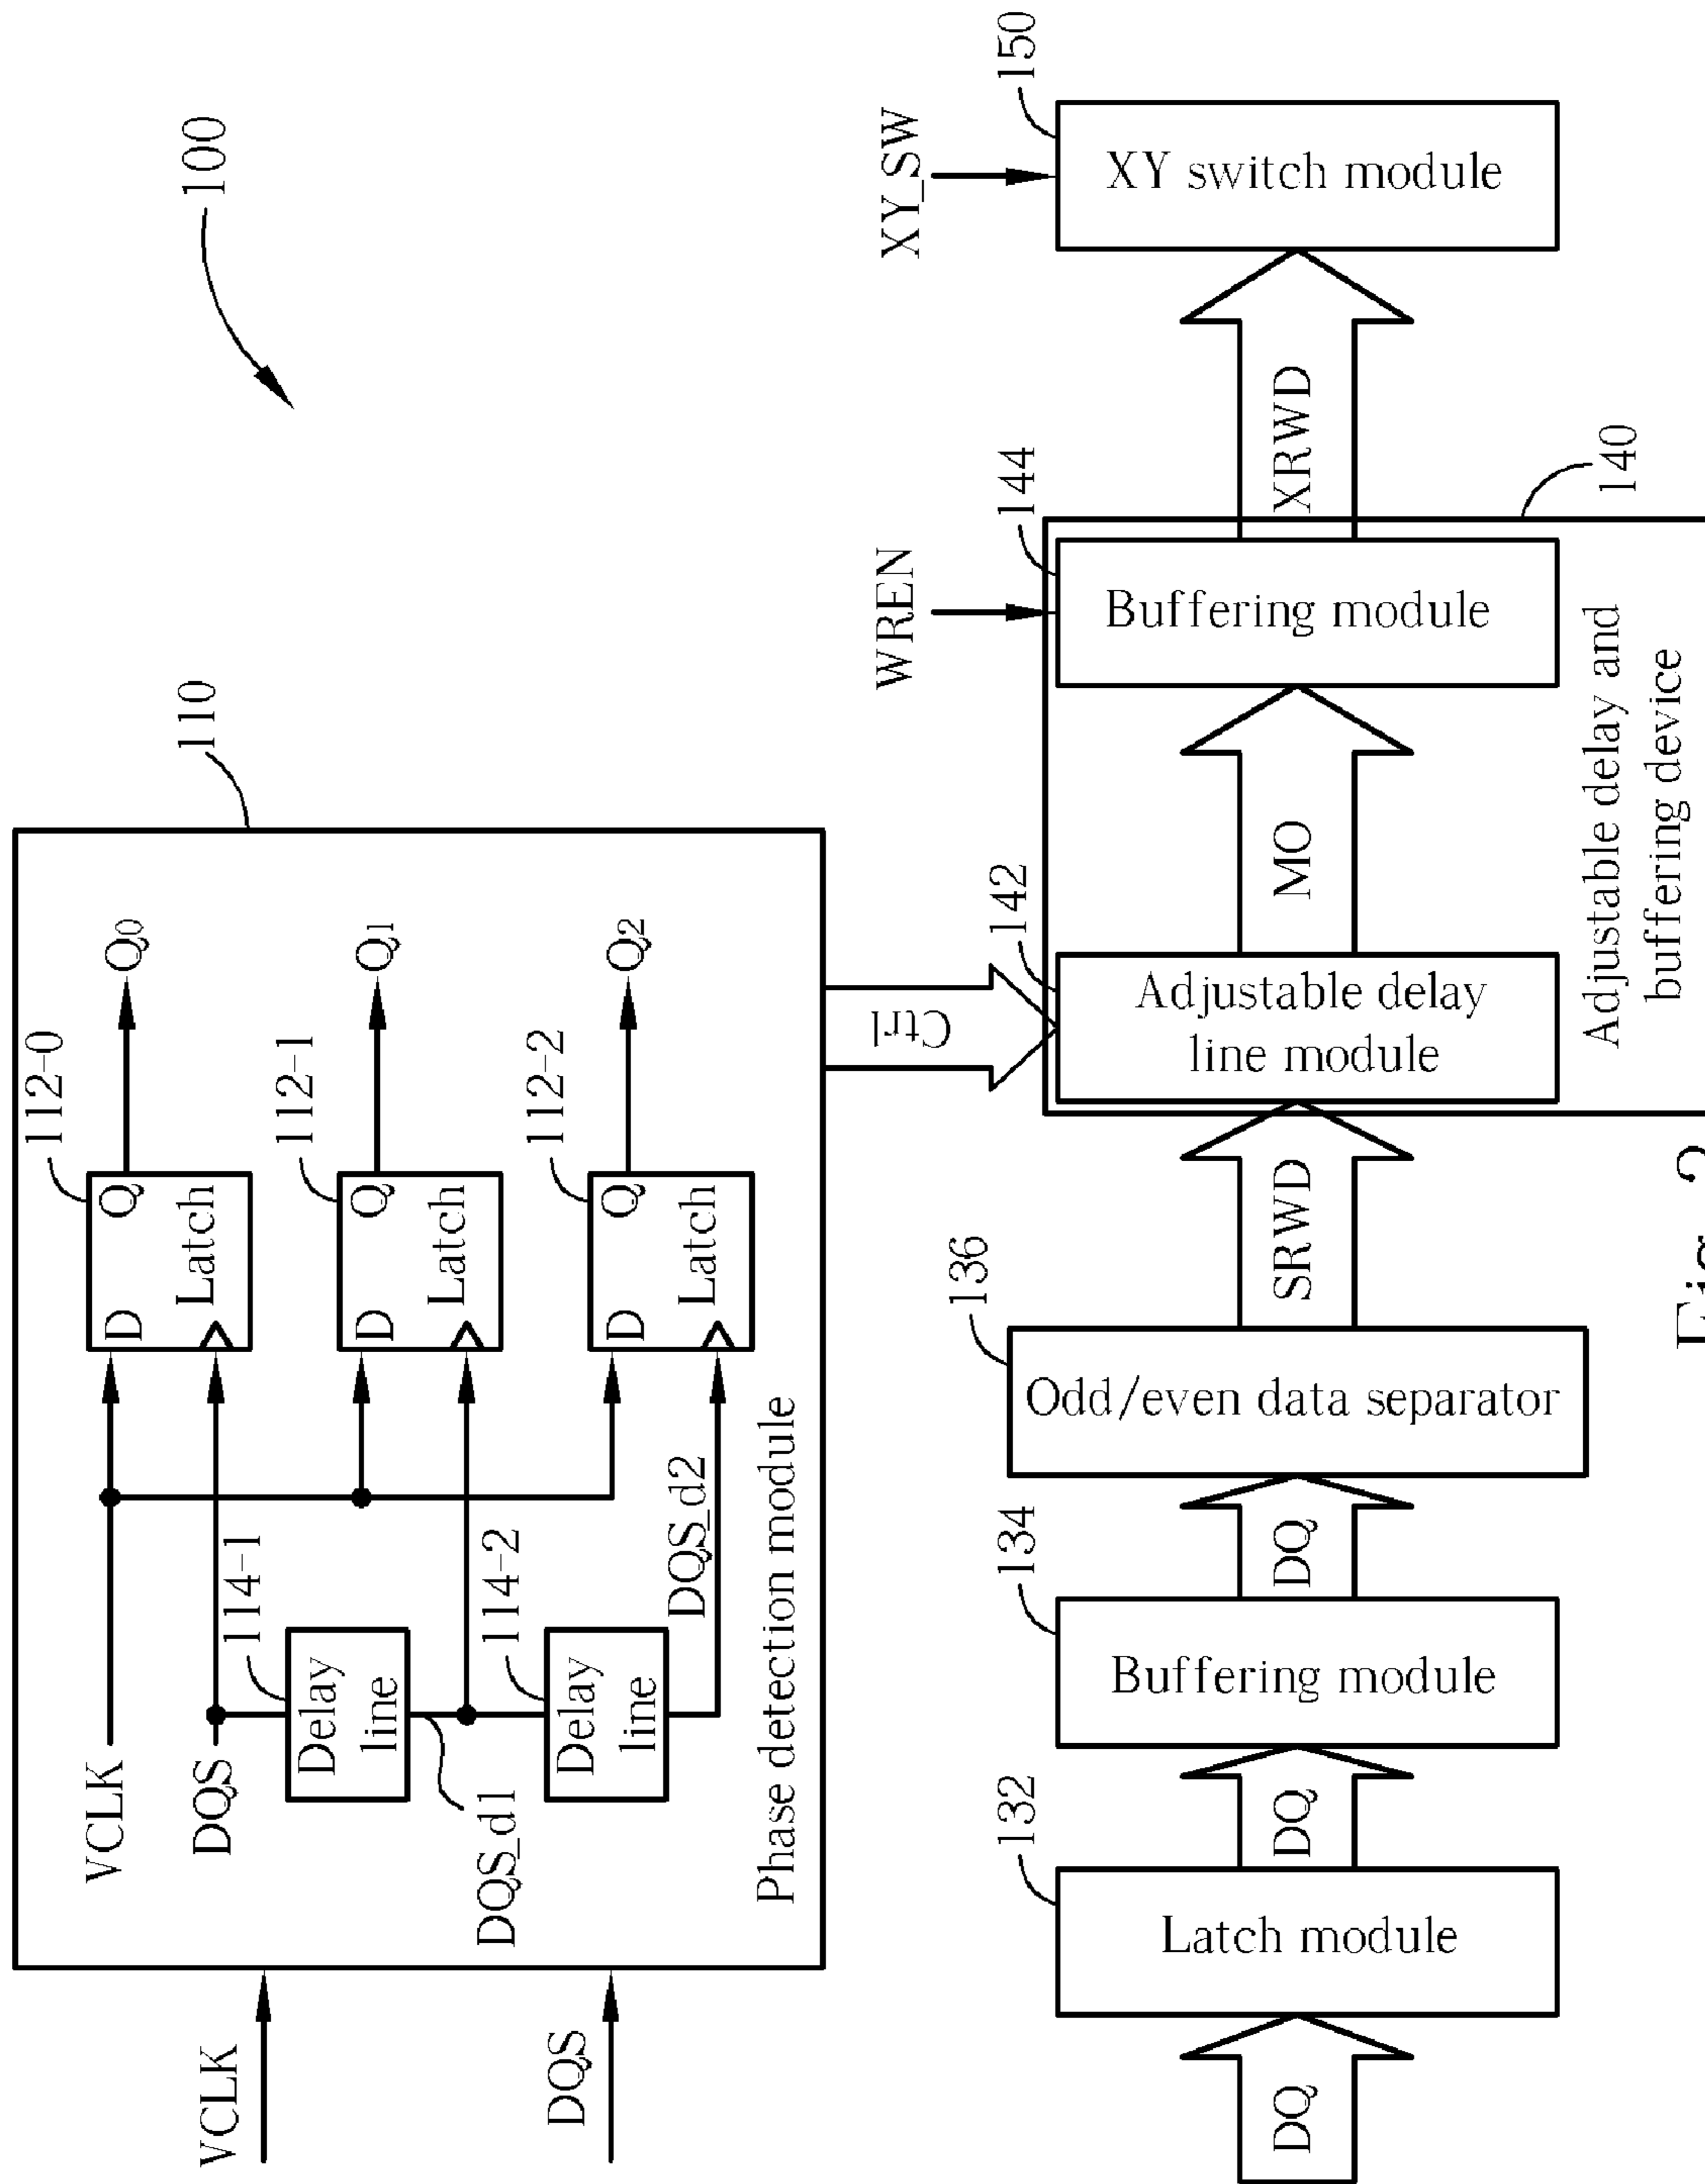 100
110
VCLK
DQS
VCLK
DQS
DQS_d1
114-1
Delay
line
114-2
Delay
line
DQS_d2
112-0
D
Q
Latch
Q0
112-1
D
Q
Latch
Q1
112-2
D
Q
Latch
Q2
Phase detection module
Ctrl
WREN
XY_SW
DQ
132
Latch module
DQ
134
Buffering module
DQ
136
Odd/even data separator
SRWD
142
Adjustable delay
line module
MO
144
Buffering module
XRWD
150
XY switch module
Adjustable delay and
buffering device
140